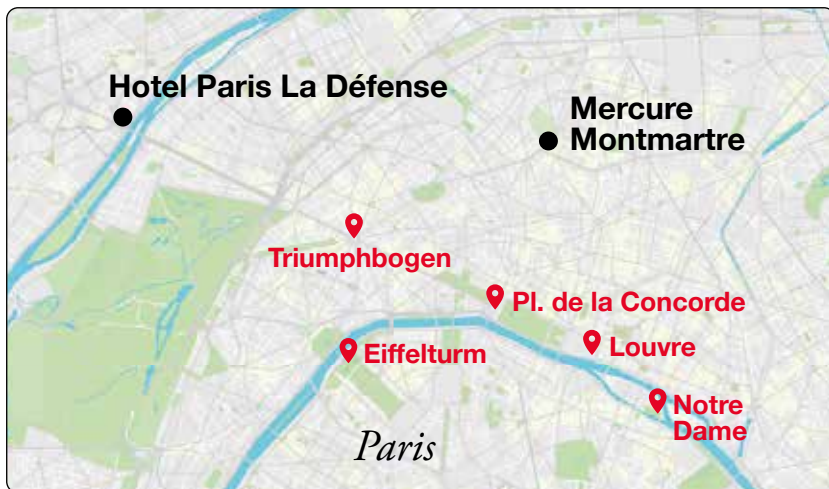 Hotel Paris La Défense
Mercure
Montmartre
Triumphbogen
Pl. de la Concorde
Eiffelturm
Louvre
Notre
Dame
Paris